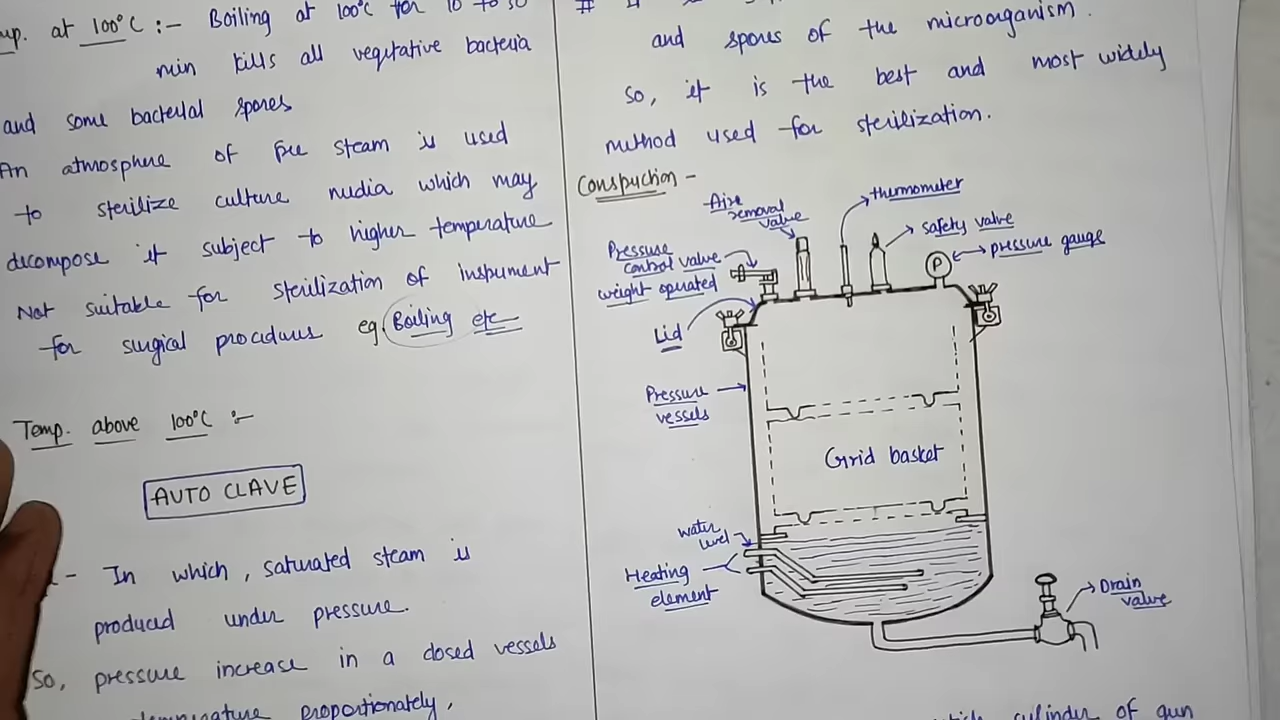 at 100°C :- Boiling at 100°C for 10 to 30
min kills all vegetative bacteria
and some bacterial spores
An atmosphere of free steam is used
to sterilize culture media which may
decompose if subject to higher temperature
Not suitable for sterilization of instrument
for surgical procedures eg. Boiling etc
Temp. above 100°C :-
AUTO CLAVE
- In which, saturated steam is
produced under pressure.
So, pressure increase in a closed vessels
temperature proportionately,
#
and spores of the microorganism.
So, it is the best and most widely
method used for sterilization.
Construction -
Aire
removal
valve
thermometer
safety valve
pressure gauge
P
Pressure
control valve
weight operated
Lid
Pressure
vessels
Grid basket
water
level
Heating
element
Drain
valve
cylinder of gun